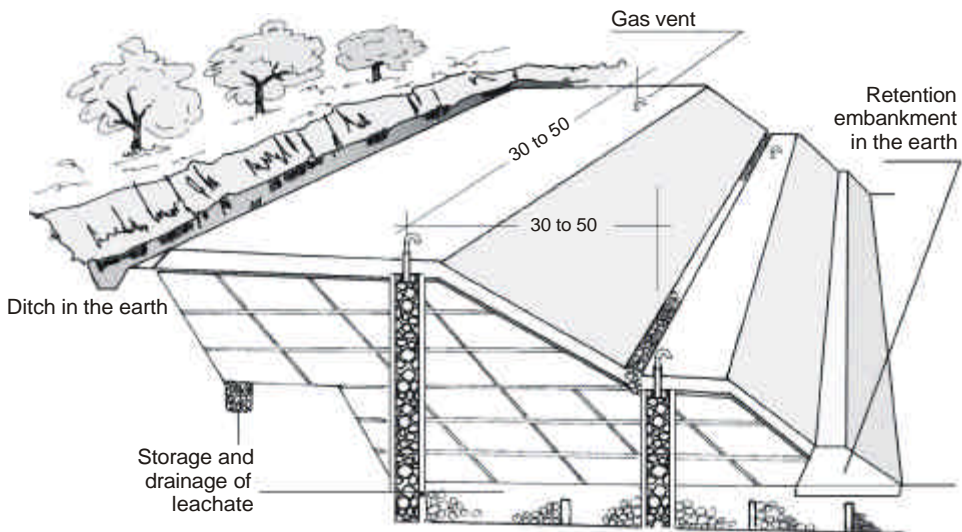 Gas vent
Retention
embankment
in the earth
30 to 50
30 to 50
Ditch in the earth
Storage and
drainage of
leachate